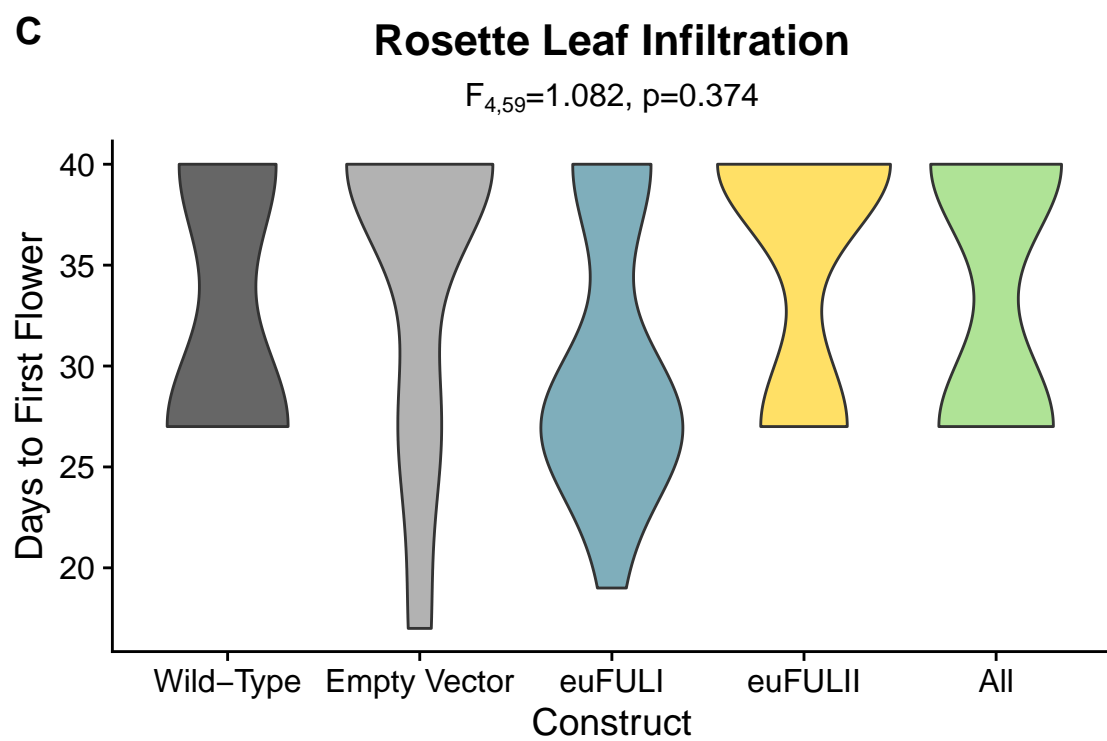 C
Rosette Leaf Infiltration
F4,59=1.082, p=0.374
Days to First Flower
40
35
30
25
20
Wild−Type
Empty Vector
euFULI
euFULII
All
Construct